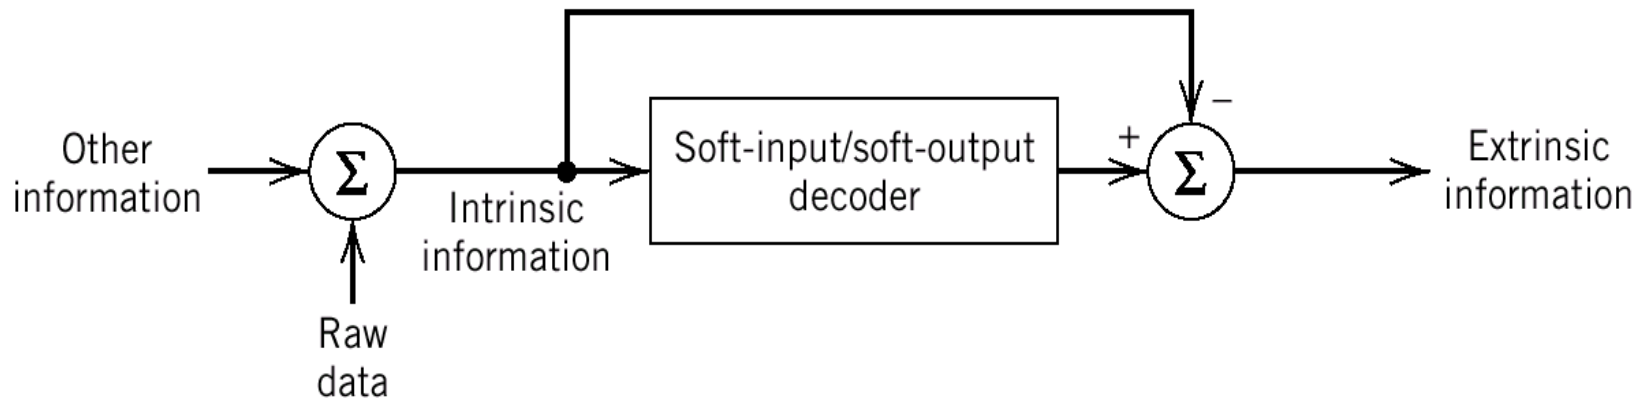 Other
information
Σ
Raw
data
Intrinsic
information
Soft-input/soft-output
decoder
+
−
Σ
Extrinsic
information